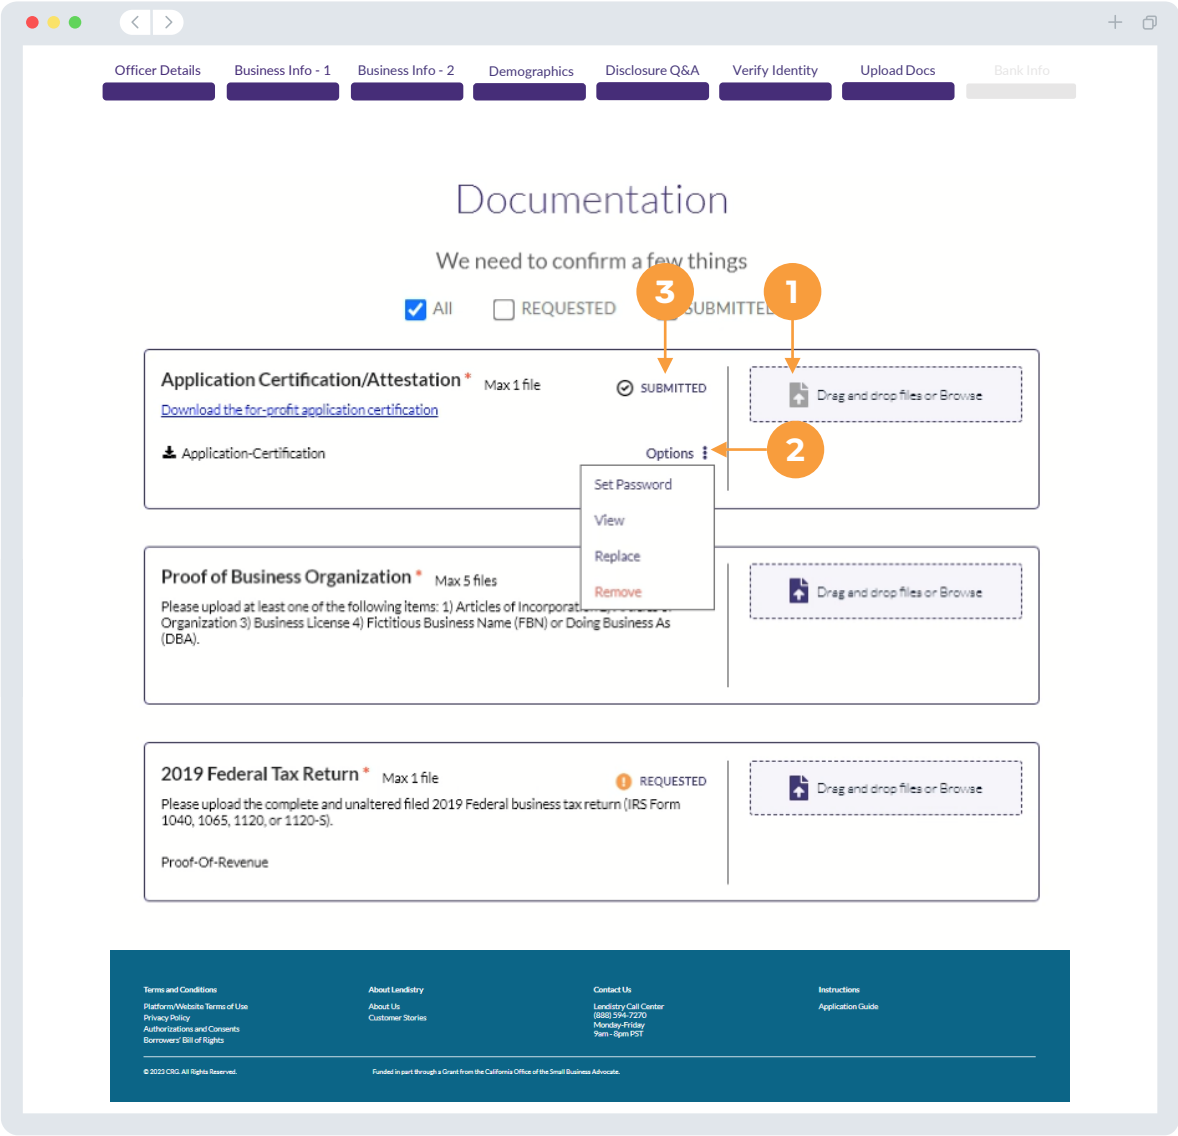 Officer Details
Business Info - 1
Business Info - 2
Demographics
Disclosure Q&A
Verify Identity
Upload Docs
Bank Info
Documentation
We need to confirm a few things
All
REQUESTED
SUBMITTED
3
1
Application Certification/Attestation * Max 1 file
SUBMITTED
Drag and drop files or Browse
Download the for-profit application certification
Application-Certification
Options
2
Set Password
View
Replace
Remove
Proof of Business Organization * Max 5 files
Drag and drop files or Browse
Please upload at least one of the following items: 1) Articles of
Organization 3) Business License 4) Fictitious Business Name (FBN) or Doing Business As
(DBA).
2019 Federal Tax Return * Max 1 file
REQUESTED
Drag and drop files or Browse
Please upload the complete and unaltered filed 2019 Federal business tax return (IRS Form
1040, 1065, 1120, or 1120-S).
Proof-Of-Revenue
Terms and Conditions
Platform/Website Terms of Use
Privacy Policy
Authorizations and Consents
Borrowers' Bill of Rights
About Lendistry
About Us
Customer Stories
Contact Us
Lendistry Call Center
(888) 594-7270
Monday-Friday
9am - 8pm PST
Instructions
Application Guide
© 2023 CRG. All Rights Reserved.
Funded in part through a Grant from the California Office of the Small Business Advocate.